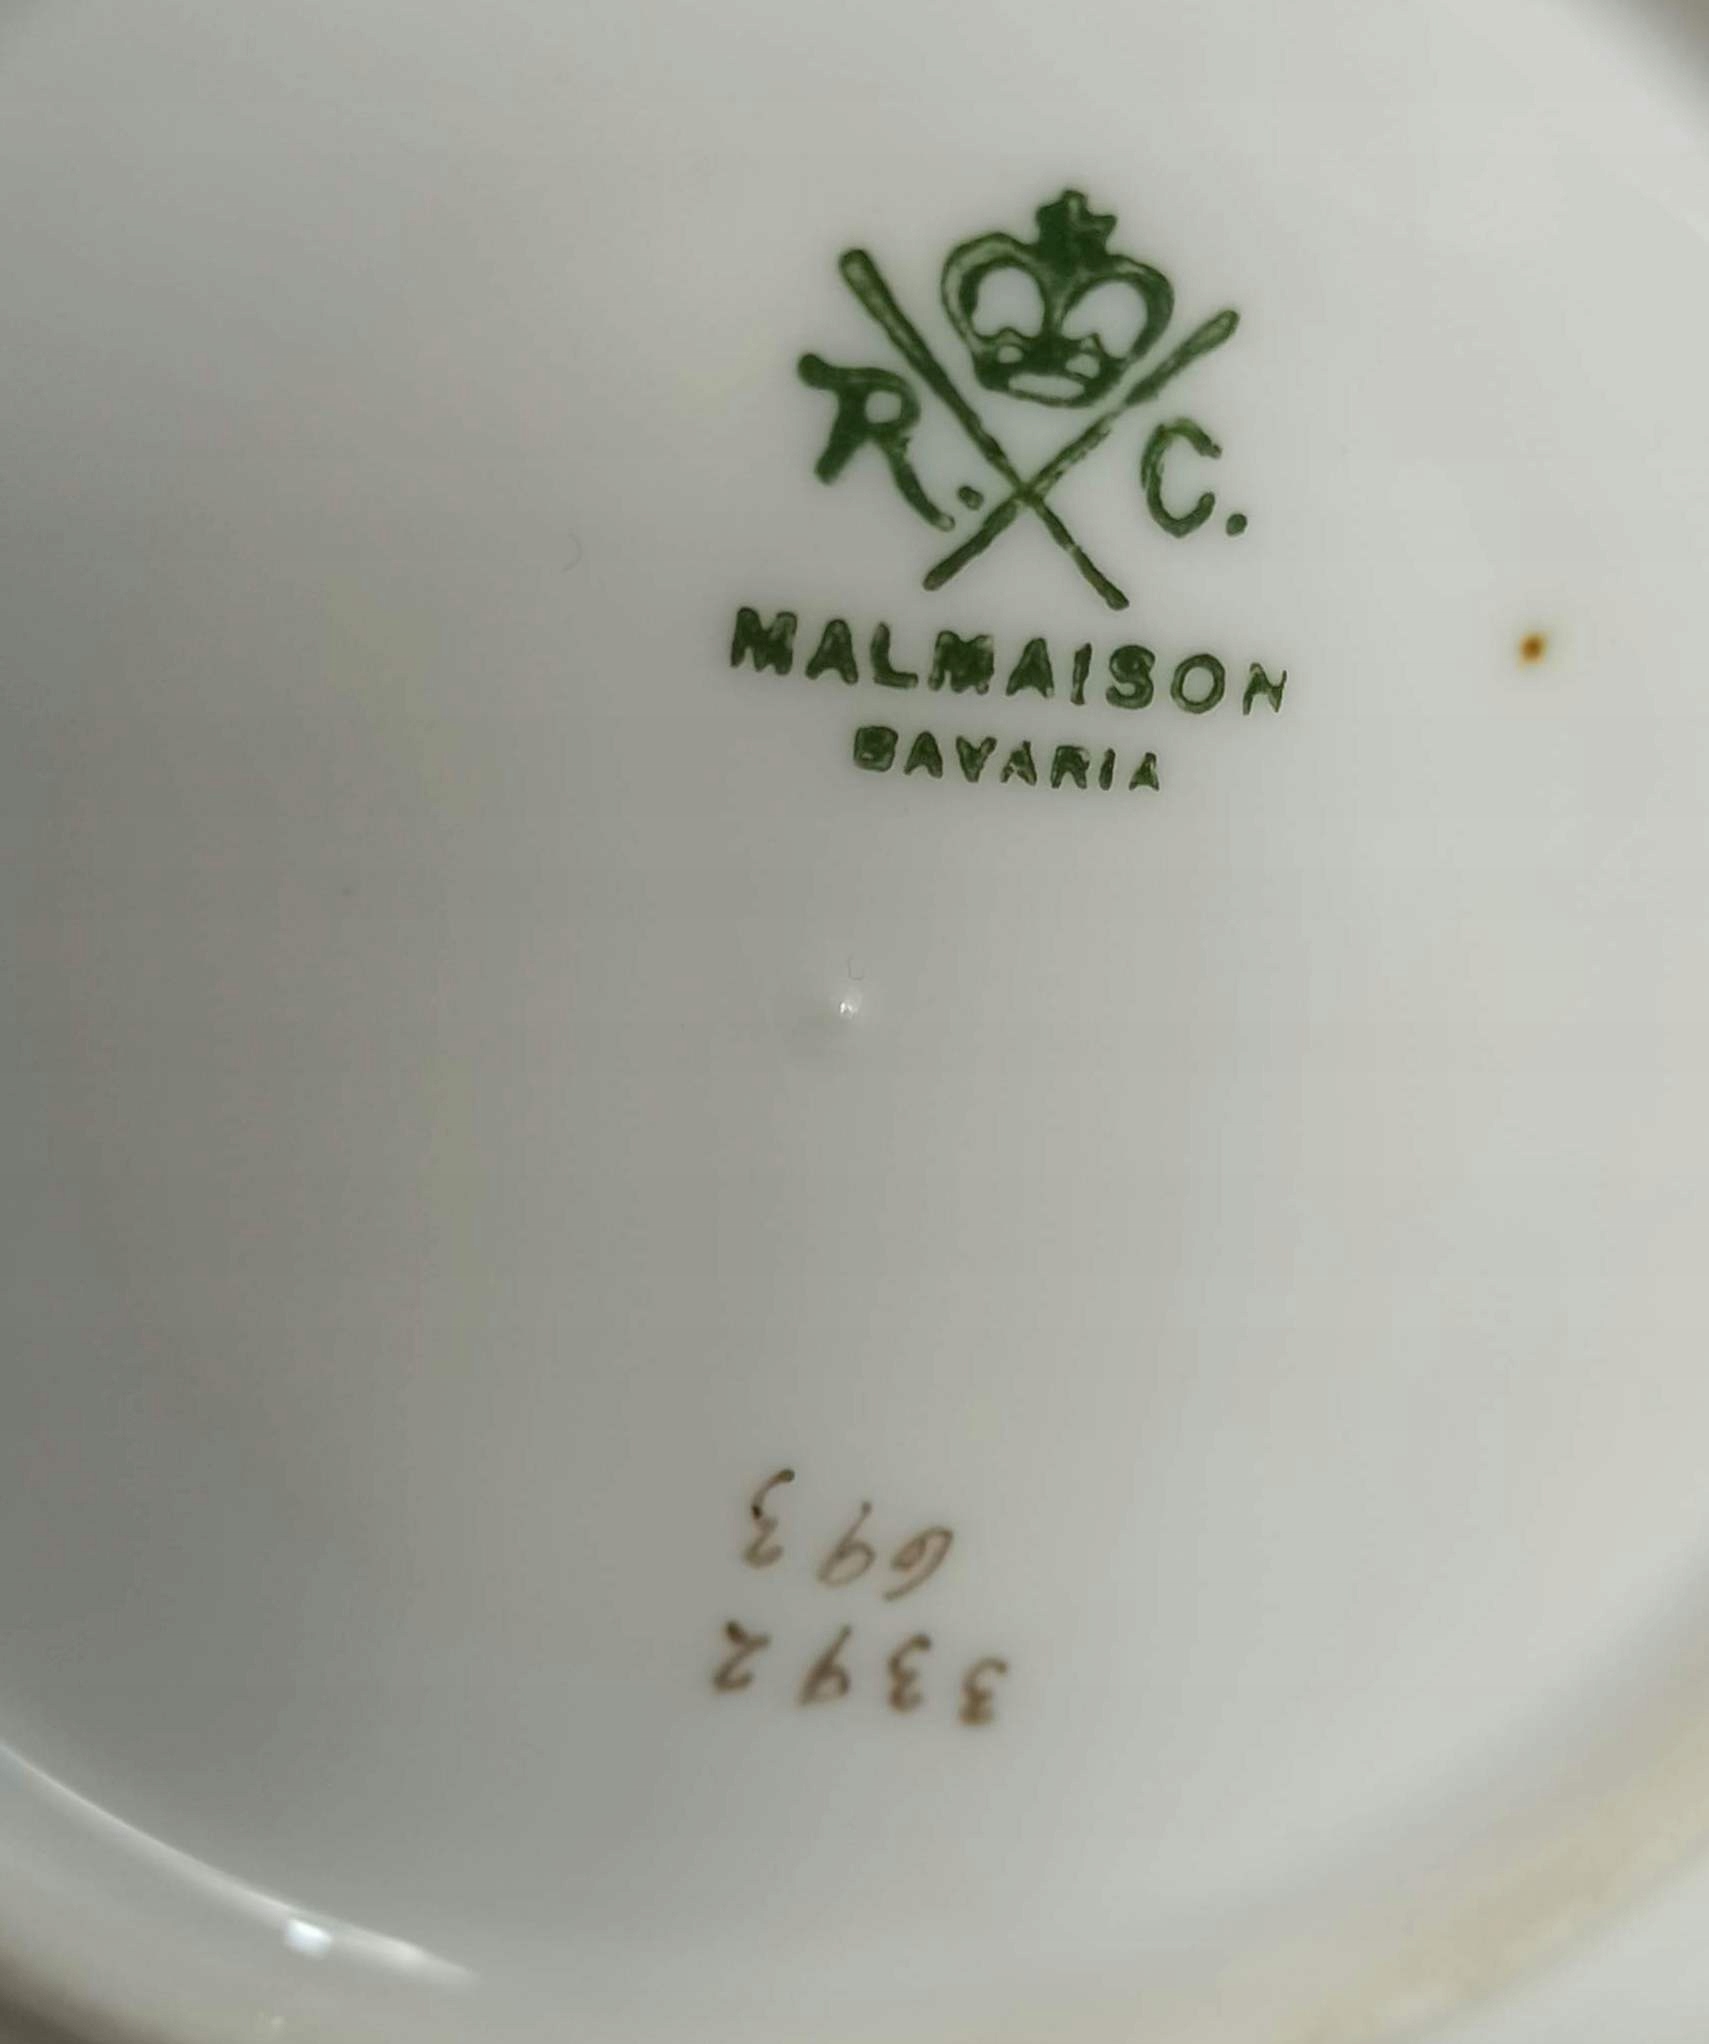 R. C.
MALMAISON
BAVARIA
3392
693